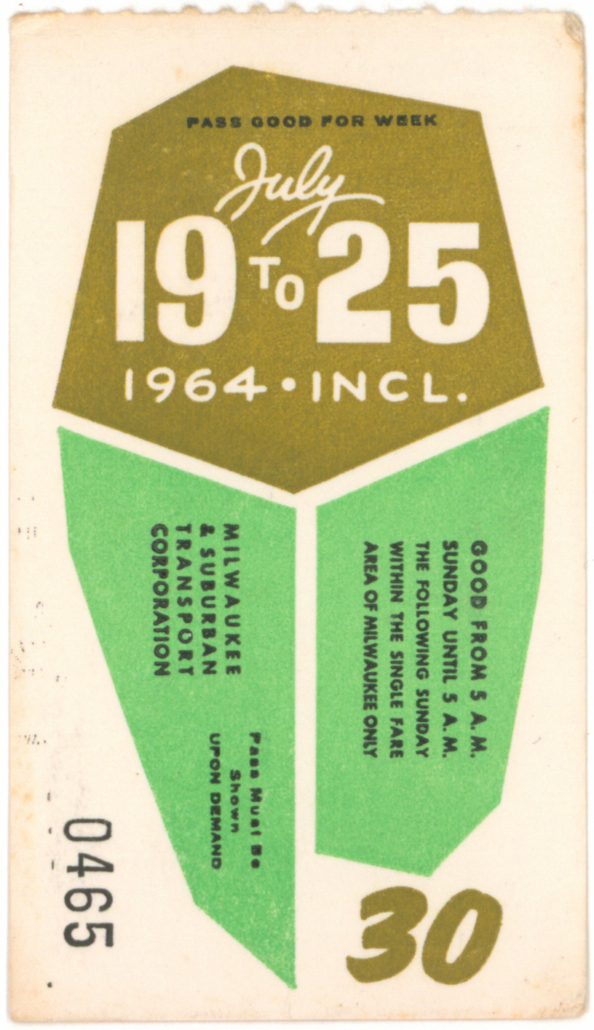 PASS GOOD FOR WEEK
July
19 TO 25
1964 • INCL.
GOOD FROM 5 A.M.
SUNDAY UNTIL 5 A.M.
THE FOLLOWING SUNDAY
WITHIN THE SINGLE FARE
AREA OF MILWAUKEE ONLY
MILWAUKEE
& SUBURBAN
TRANSPORT
CORPORATION
Pass Must Be
Shown
UPON DEMAND
0465
30